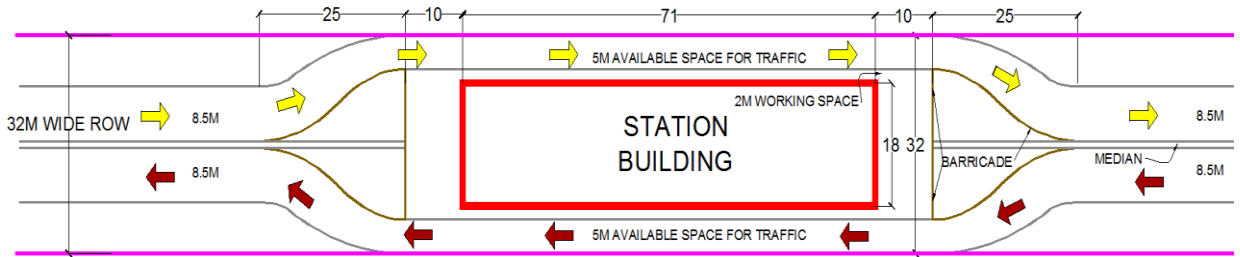 25
10
71
10
25
5M AVAILABLE SPACE FOR TRAFFIC
2M WORKING SPACE
32M WIDE ROW
8.5M
8.5M
STATION
BUILDING
18
32
BARRICADE
MEDIAN
8.5M
8.5M
5M AVAILABLE SPACE FOR TRAFFIC